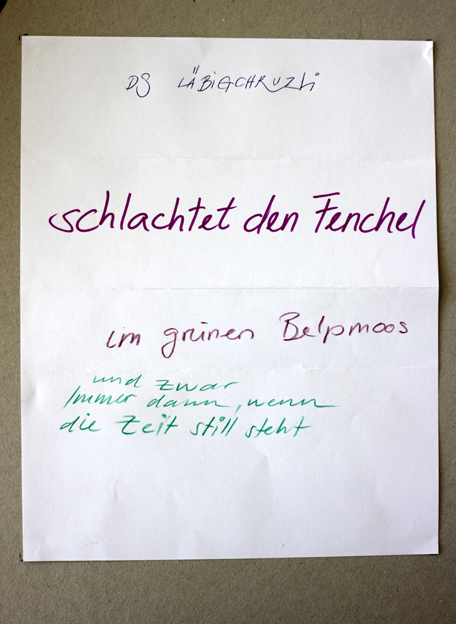 DS LÄBIGCHRUZLI
schlachtet den Fenchel
im grünen Belpmoos
und zwar
Immer dann, wenn
die Zeit still steht